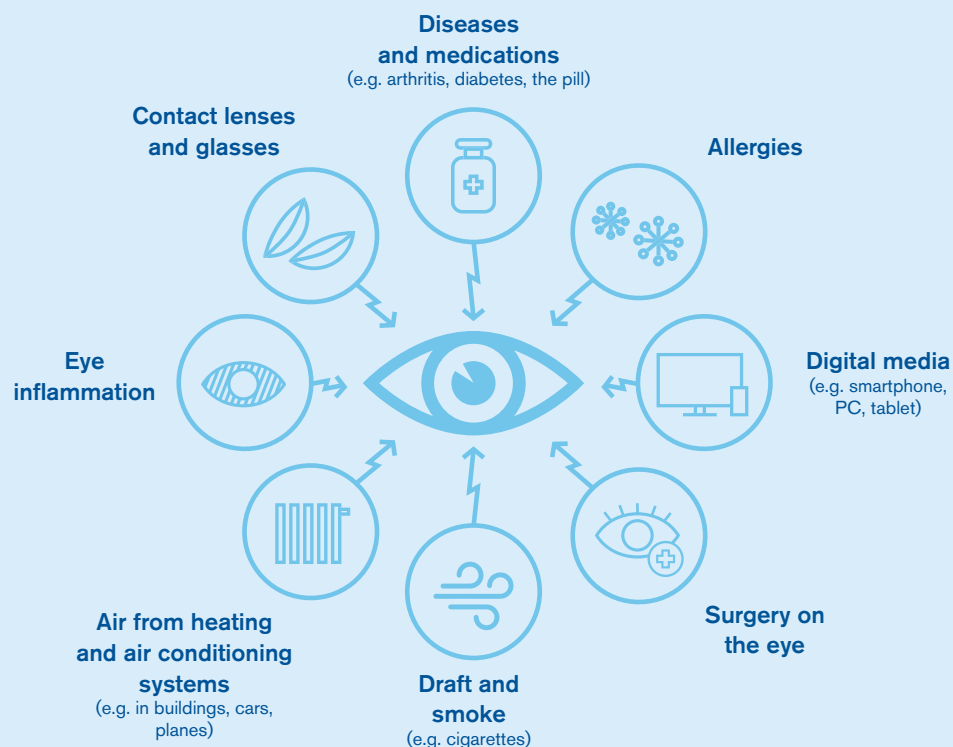 Diseases
and medications
(e.g. arthritis, diabetes, the pill)
Contact lenses
and glasses
Allergies
Eye
inflammation
Digital media
(e.g. smartphone,
PC, tablet)
Air from heating
and air conditioning
systems
(e.g. in buildings, cars,
planes)
Draft and
smoke
(e.g. cigarettes)
Surgery on
the eye